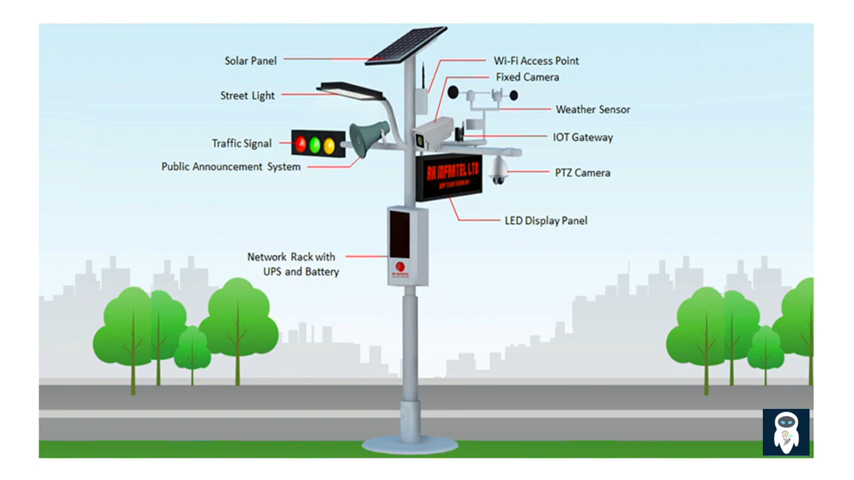 Solar Panel
Wi-Fi Access Point
Fixed Camera
Street Light
Weather Sensor
IOT Gateway
Traffic Signal
Public Announcement System
PTZ Camera
LED Display Panel
Network Rack with
UPS and Battery